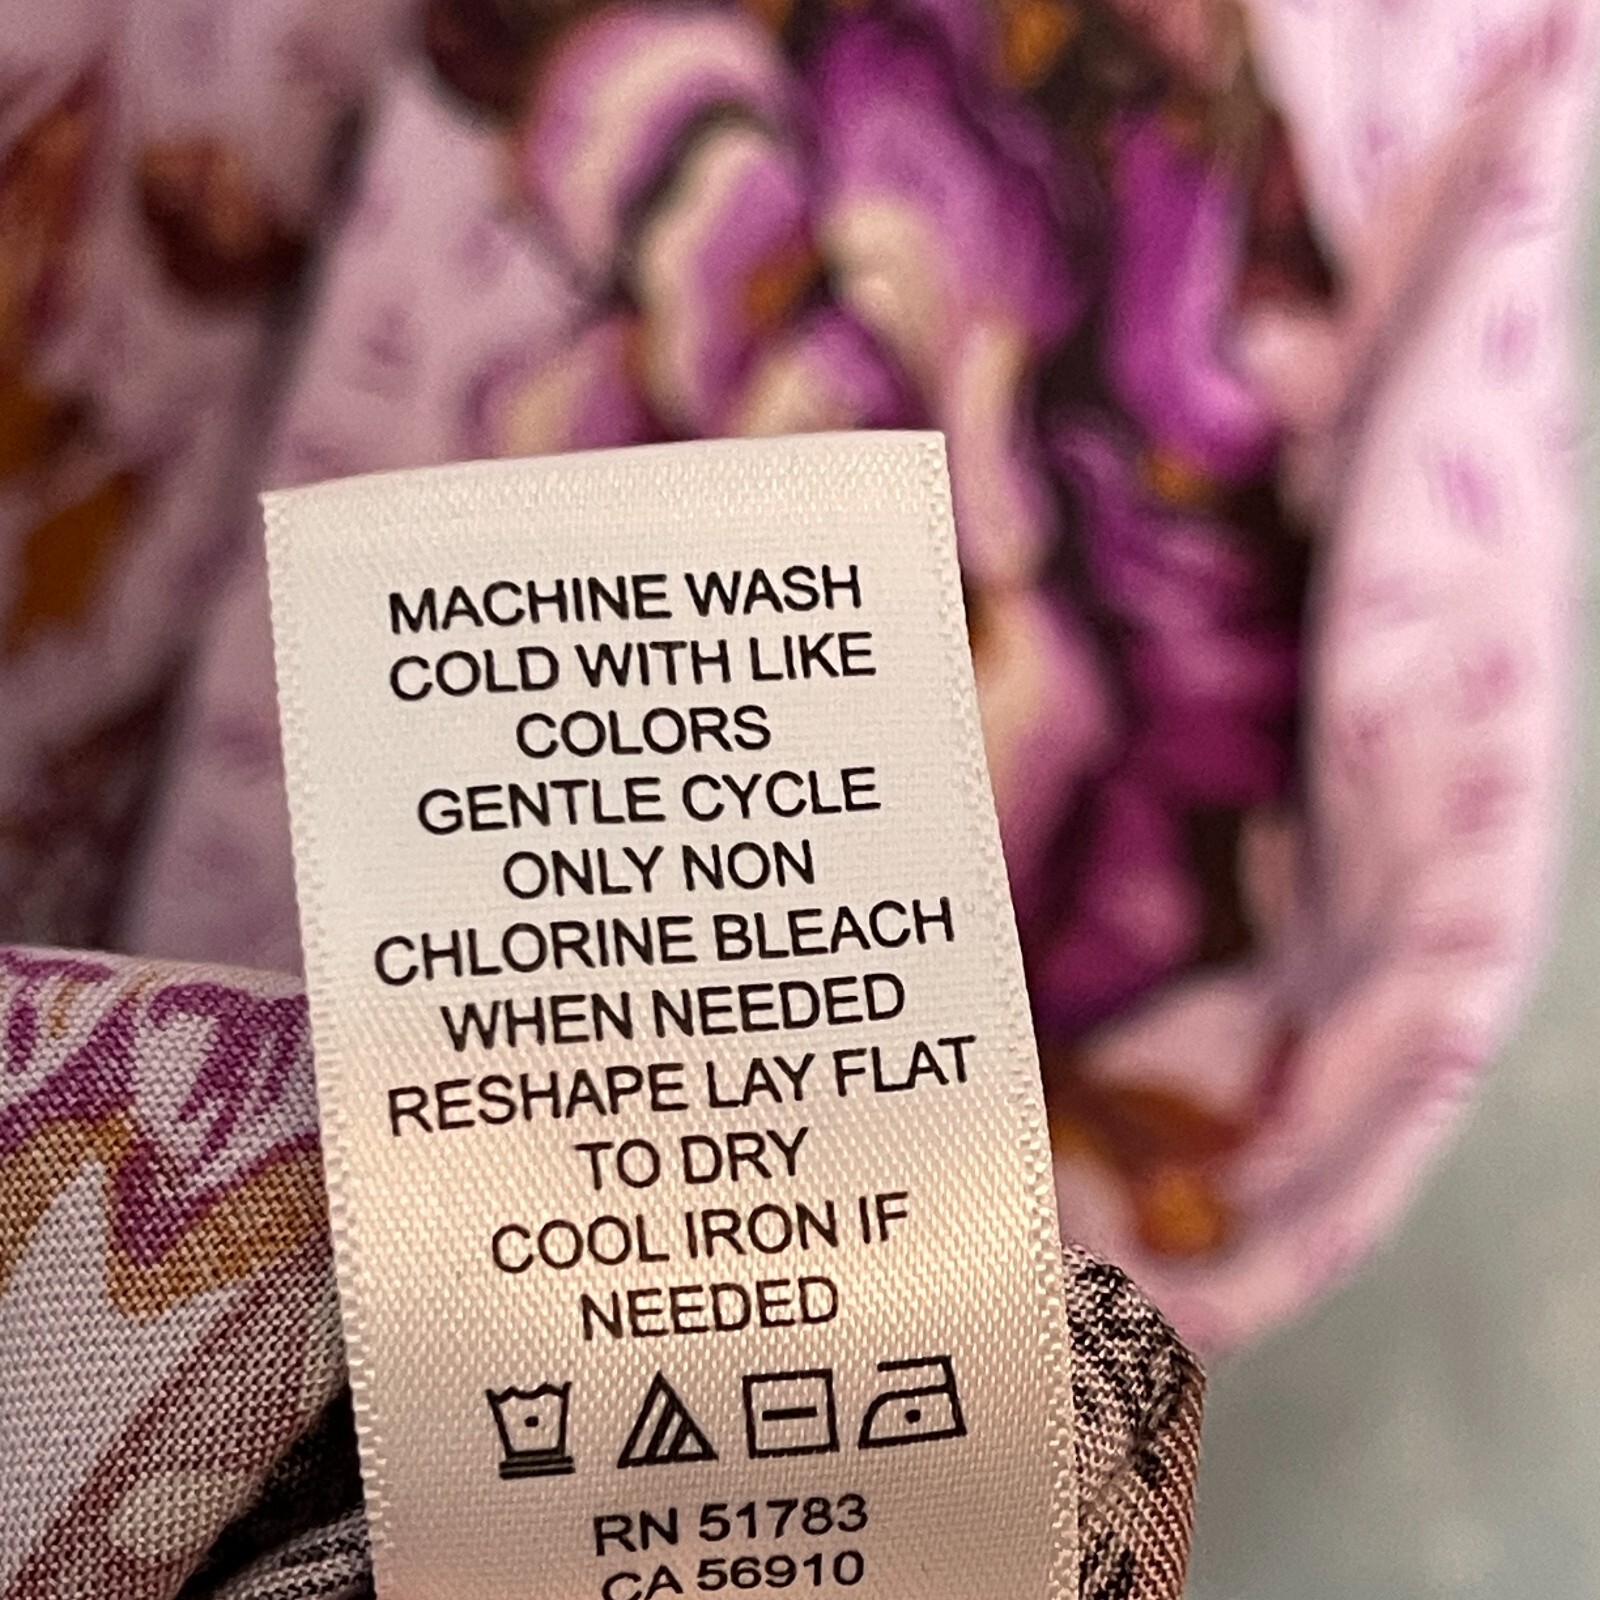 MACHINE WASH
COLD WITH LIKE
COLORS
GENTLE CYCLE
ONLY NON
CHLORINE BLEACH
WHEN NEEDED
RESHAPE LAY FLAT
TO DRY
COOL IRON IF
NEEDED
RN 51783
CA 56910